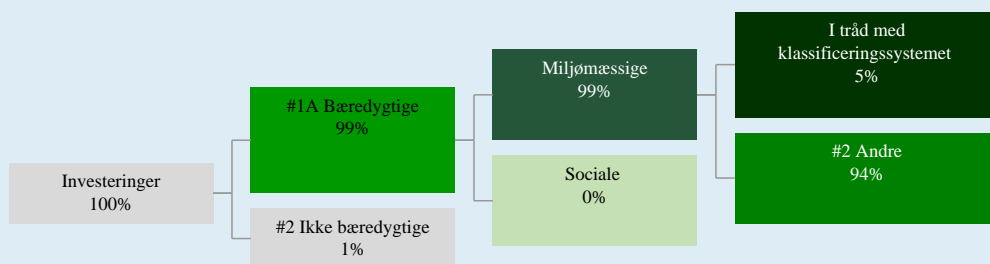 Investeringer
100%
#1A Bæredygtige
99%
#2 Ikke bæredygtige
1%
Miljømæssige
99%
Sociale
0%
I tråd med
klassificeringssystemet
5%
#2 Andre
94%